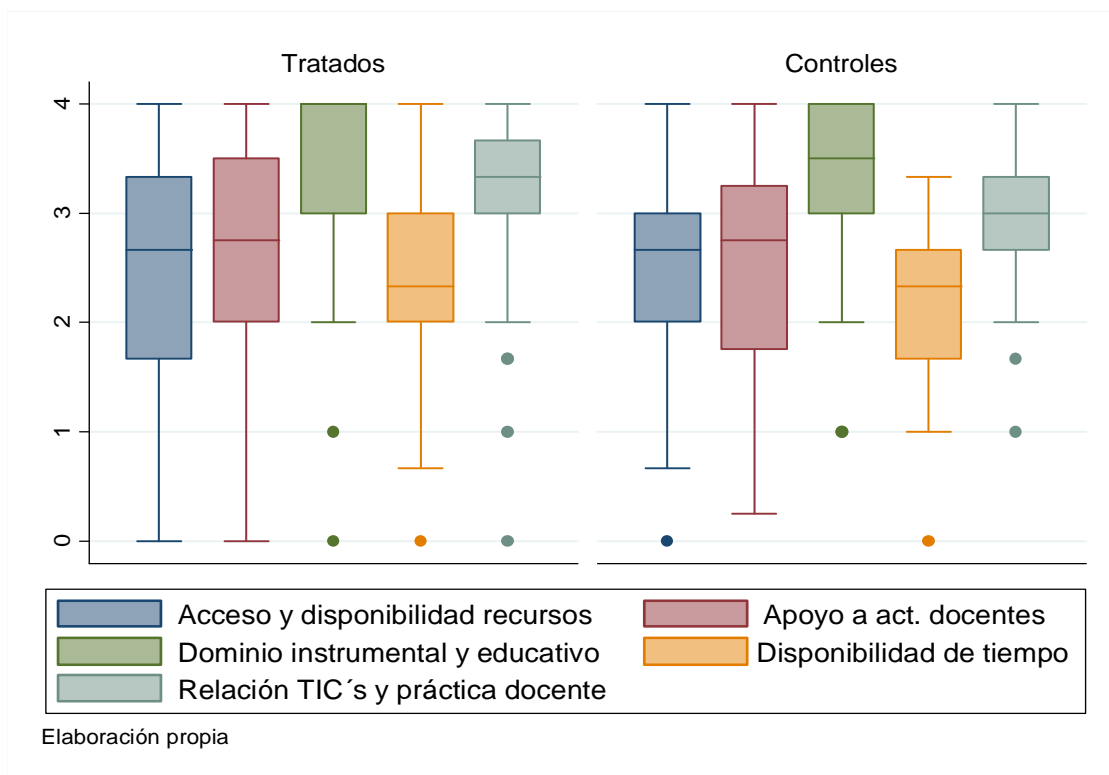 Tratados
Controles
4
3
2
1
0
Acceso y disponibilidad recursos
Apoyo a act. docentes
Dominio instrumental y educativo
Disponibilidad de tiempo
Relación TIC´s y práctica docente
Elaboración propia